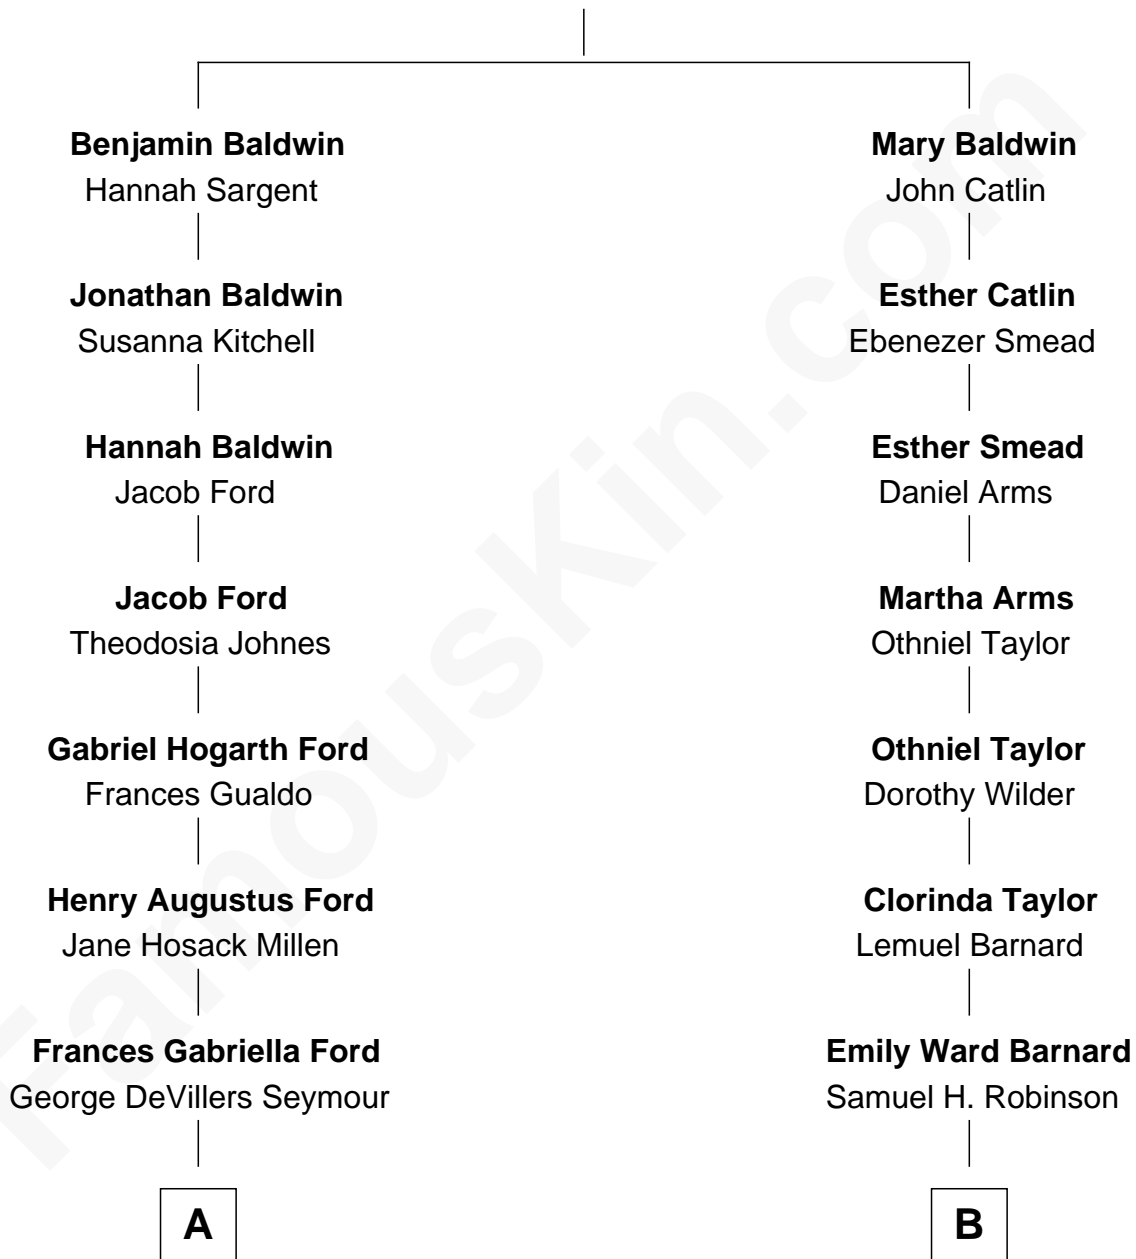 Benjamin Baldwin
Hannah Sargent
Jonathan Baldwin
Susanna Kitchell
Hannah Baldwin
Jacob Ford
Jacob Ford
Theodosia Johnes
Gabriel Hogarth Ford
Frances Gualdo
Henry Augustus Ford
Jane Hosack Millen
Frances Gabriella Ford
George DeVillers Seymour
A
Mary Baldwin
John Catlin
Esther Catlin
Ebenezer Smead
Esther Smead
Daniel Arms
Martha Arms
Othniel Taylor
Othniel Taylor
Dorothy Wilder
Clorinda Taylor
Lemuel Barnard
Emily Ward Barnard
Samuel H. Robinson
B
FamousKin.com